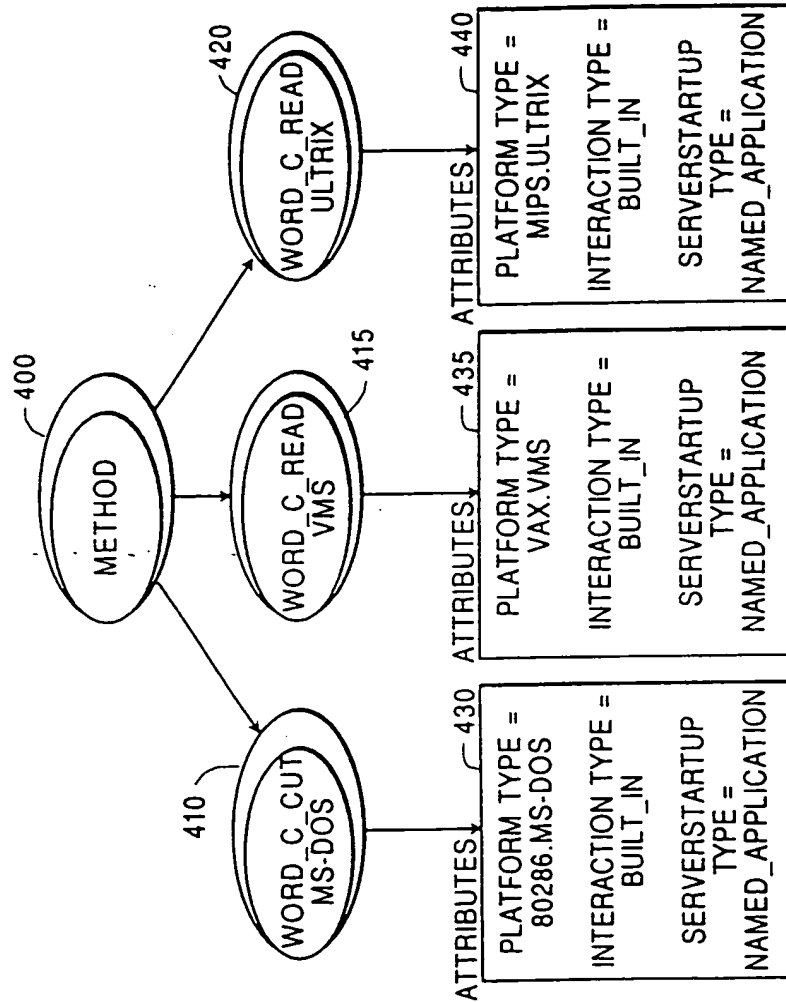 400
METHOD
410
WORD_C_CUT
MS-DOS
WORD_C_READ
VMS
415
420
WORD_C_READ
ULTRIX
ATTRIBUTES
430
PLATFORM TYPE =
80286.MS-DOS
INTERACTION TYPE =
BUILT_IN
SERVERSTARTUP
TYPE =
NAMED_APPLICATION
ATTRIBUTES
435
PLATFORM TYPE =
VAX.VMS
INTERACTION TYPE =
BUILT_IN
SERVERSTARTUP
TYPE =
NAMED_APPLICATION
ATTRIBUTES
440
PLATFORM TYPE =
MIPS.ULTRIX
INTERACTION TYPE =
BUILT_IN
SERVERSTARTUP
TYPE =
NAMED_APPLICATION